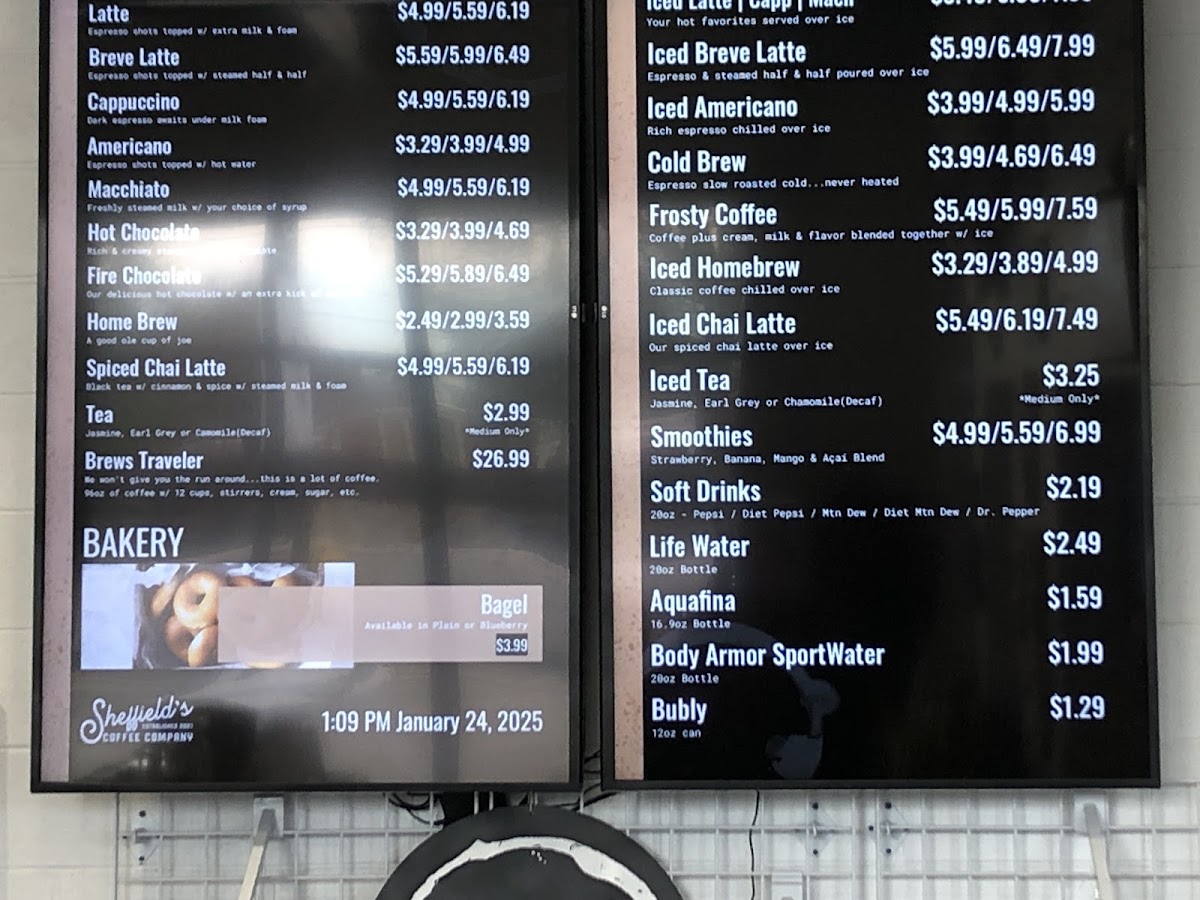 Latte $4.99/5.59/6.19
Espresso shots topped w/ extra milk & foam
Breve Latte $5.59/5.99/6.49
Espresso shots topped w/ steamed half & half
Cappuccino $4.99/5.59/6.19
Dark espresso awaits under milk foam
Americano $3.29/3.99/4.99
Espresso shots topped w/ hot water
Macchiato $4.99/5.59/6.19
Freshly steamed milk w/ your choice of syrup
Hot Chocolate $3.29/3.99/4.69
Rich & creamy
Fire Chocolate $5.29/5.89/6.49
Our delicious hot chocolate w/ an extra kick
Home Brew $2.49/2.99/3.59
A good ole cup of joe
Spiced Chai Latte $4.99/5.59/6.19
Black tea w/ cinnamon & spice w/ steamed milk & foam
Tea $2.99
Jasmine, Earl Grey or Camomile(Decaf) *Medium Only*
Brews Traveler $26.99
We won't give you the run around...this is a lot of coffee.
96oz of coffee w/ 12 cups, stirrers, cream, sugar, etc.
BAKERY
Bagel
Available in Plain or Blueberry
$3.99
Sheffield's
COFFEE COMPANY
1:09 PM January 24, 2025
Iced Latte | Capp | Mach
Your hot favorites served over ice
Iced Breve Latte $5.99/6.49/7.99
Espresso & steamed half & half poured over ice
Iced Americano $3.99/4.99/5.99
Rich espresso chilled over ice
Cold Brew $3.99/4.69/6.49
Espresso slow roasted cold...never heated
Frosty Coffee $5.49/5.99/7.59
Coffee plus cream, milk & flavor blended together w/ ice
Iced Homebrew $3.29/3.89/4.99
Classic coffee chilled over ice
Iced Chai Latte $5.49/6.19/7.49
Our spiced chai latte over ice
Iced Tea $3.25
Jasmine, Earl Grey or Chamomile(Decaf) *Medium Only*
Smoothies $4.99/5.59/6.99
Strawberry, Banana, Mango & Açai Blend
Soft Drinks $2.19
20oz - Pepsi / Diet Pepsi / Mtn Dew / Diet Mtn Dew / Dr. Pepper
Life Water $2.49
20oz Bottle
Aquafina $1.59
16.9oz Bottle
Body Armor SportWater $1.99
20oz Bottle
Bubly $1.29
12oz can